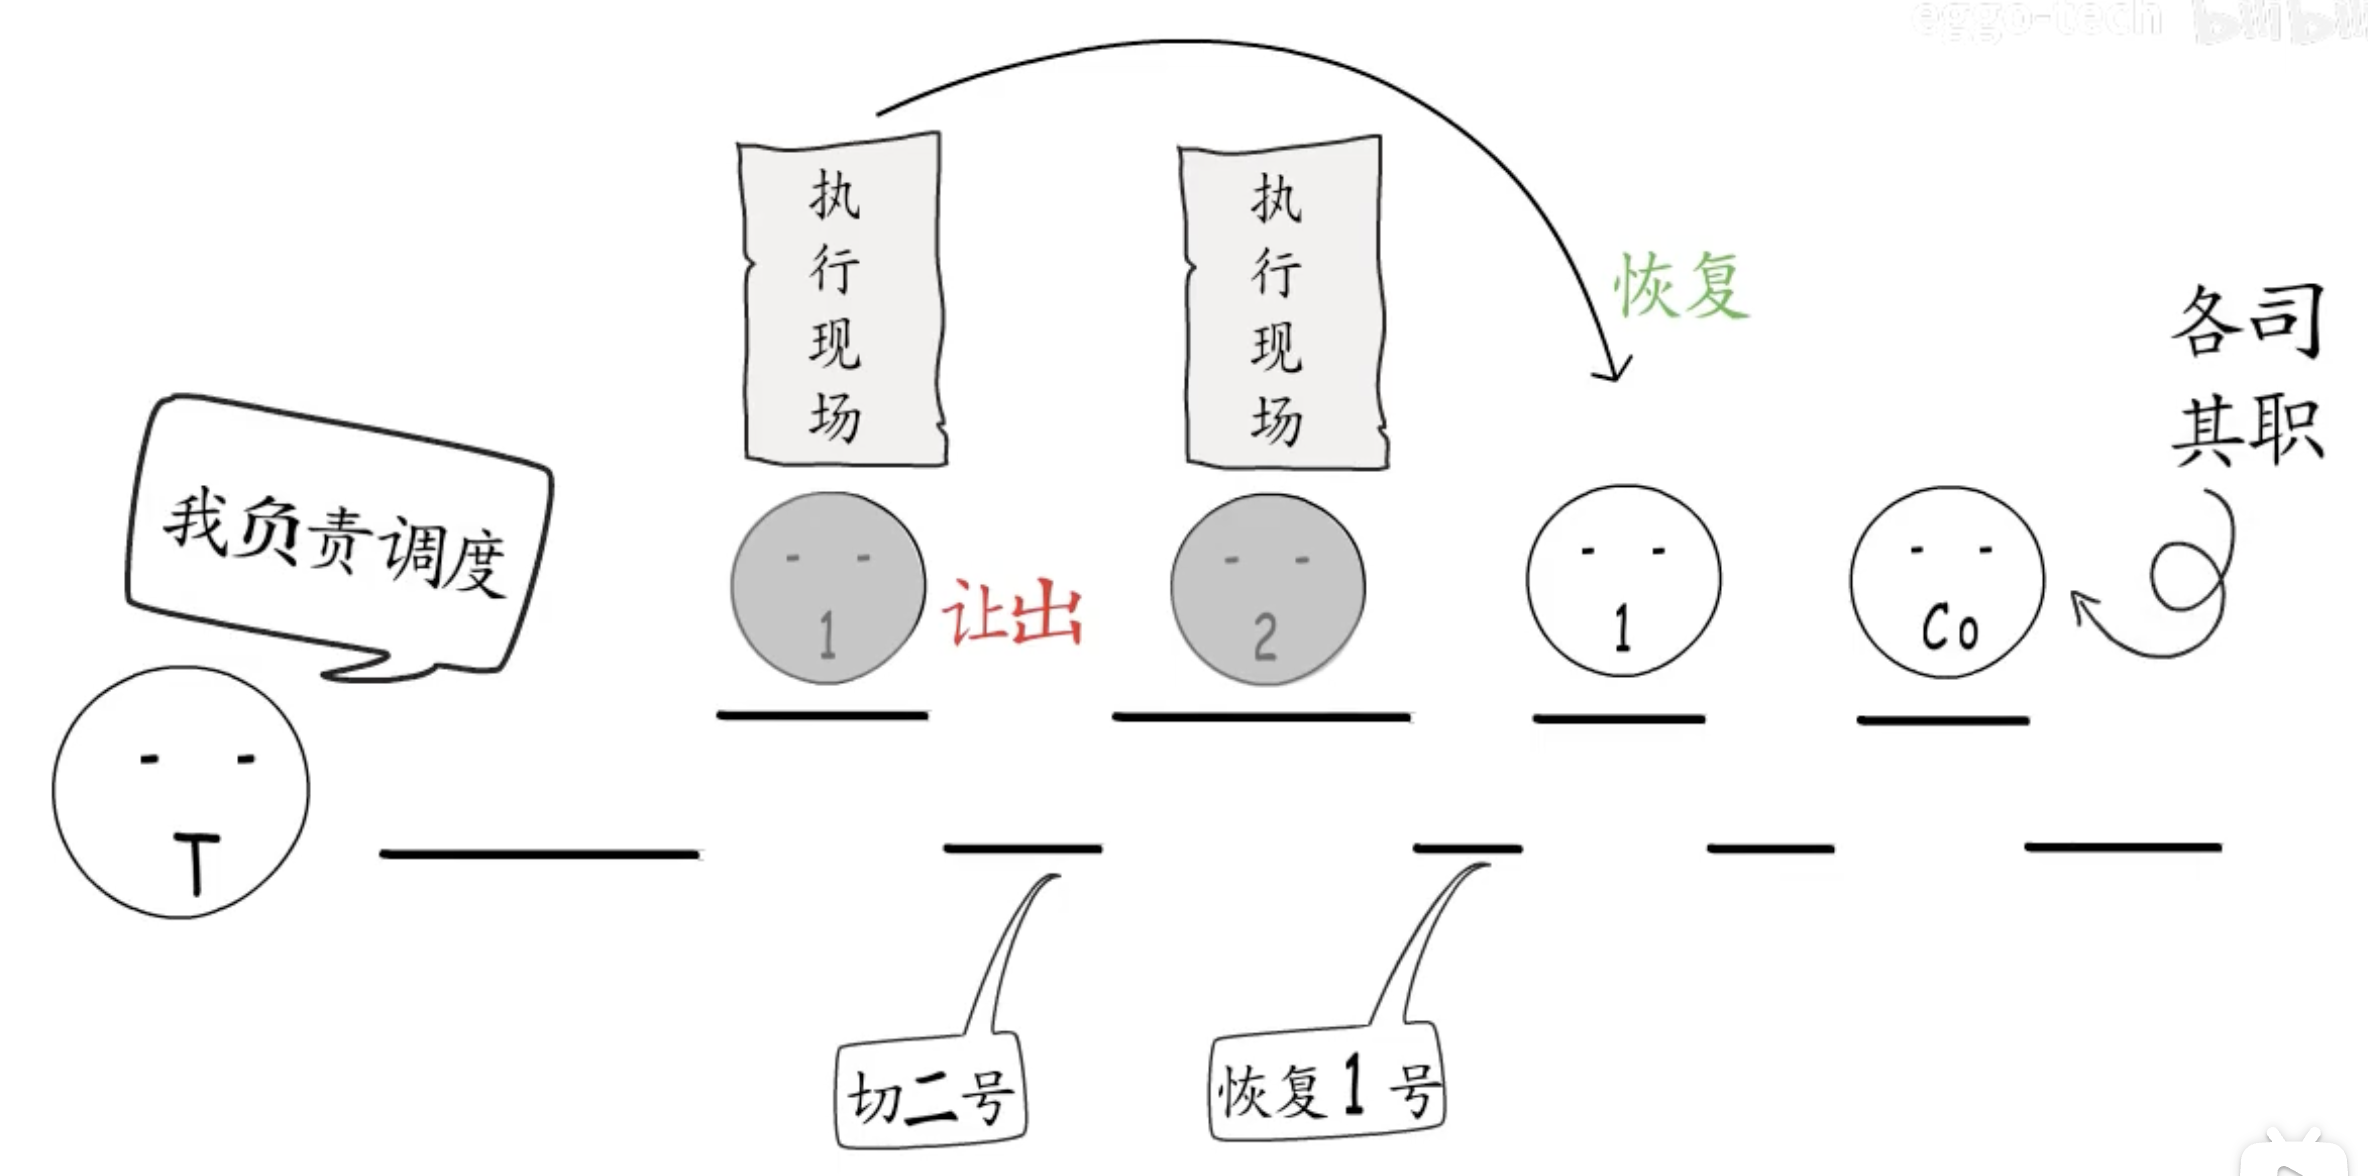 eggo-tech bilibili
执行现场
执行现场
恢复
各司
其职
我负责调度
1
让出
2
1
Co
T
切二号
恢复1号